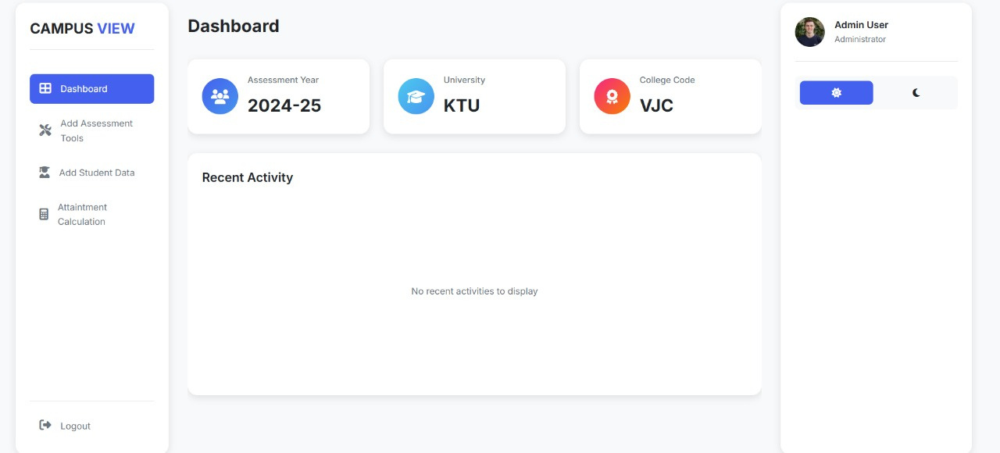 CAMPUS VIEW
Dashboard
Add Assessment
Tools
Add Student Data
Attaintment
Calculation
Logout
Dashboard
Assessment Year
2024-25
University
KTU
College Code
VJC
Recent Activity
No recent activities to display
Admin User
Administrator